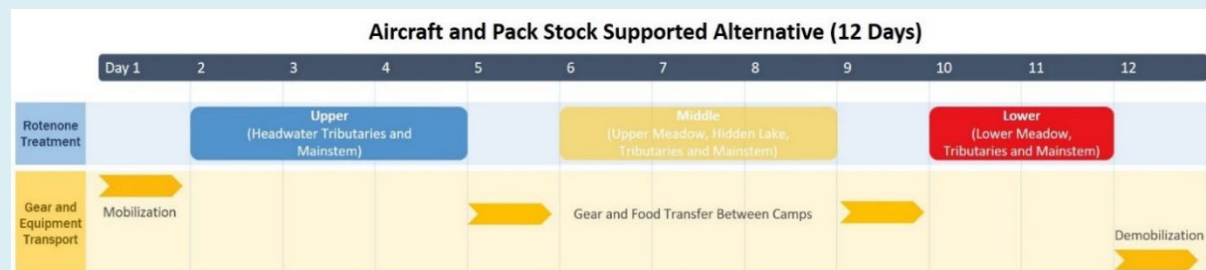 Aircraft and Pack Stock Supported Alternative (12 Days)
Day 1 2 3 4 5 6 7 8 9 10 11 12
Rotenone
Treatment
Upper
(Headwater Tributaries and
Mainstem)
Middle
(Upper Meadow, Hidden Lake,
Tributaries and Mainstem)
Lower
(Lower Meadow,
Tributaries and Mainstem)
Gear and
Equipment
Transport
Mobilization
Gear and Food Transfer Between Camps
Demobilization